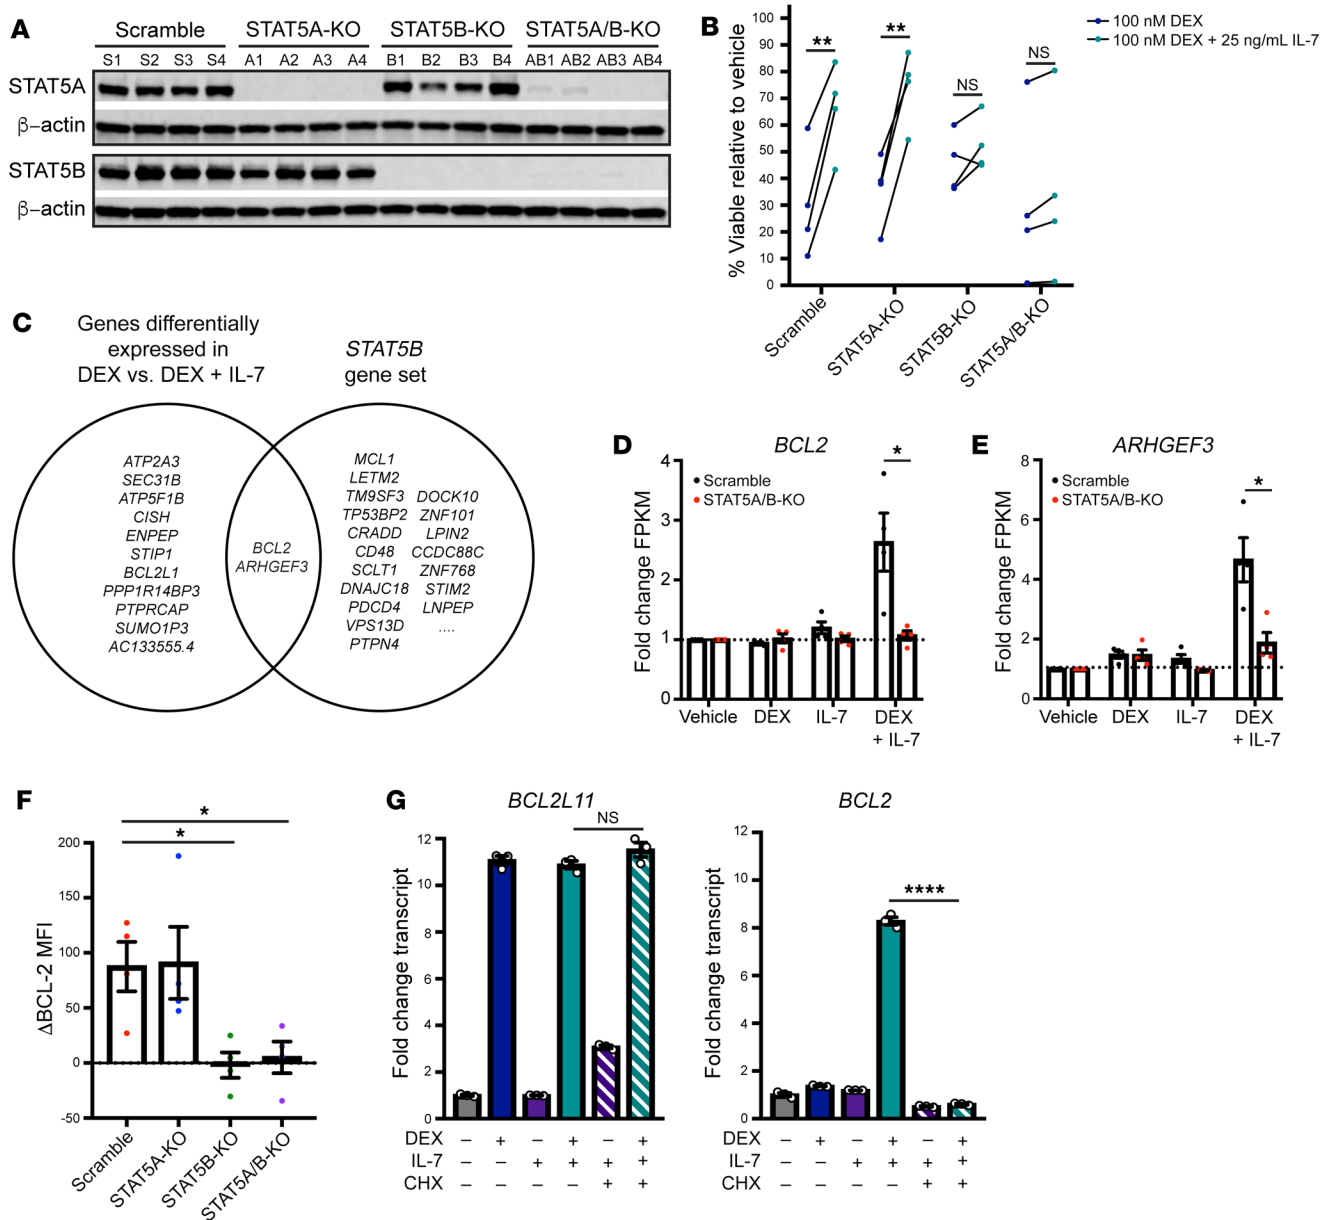 A
Scramble STAT5A-KO STAT5B-KO STAT5A/B-KO
S1 S2 S3 S4 A1 A2 A3 A4 B1 B2 B3 B4 AB1 AB2 AB3 AB4
STAT5A
β–actin
STAT5B
β–actin
B
% Viable relative to vehicle
100
90
80
70
60
50
40
30
20
10
0
** ** NS NS
Scramble
STAT5A-KO
STAT5B-KO
STAT5A/B-KO
100 nM DEX
100 nM DEX + 25 ng/mL IL-7
C
Genes differentially
expressed in
DEX vs. DEX + IL-7
STAT5B
gene set
ATP2A3
SEC31B
ATP5F1B
CISH
ENPEP
STIP1
BCL2L1
PPP1R14BP3
PTPRCAP
SUMO1P3
AC133555.4
BCL2
ARHGEF3
MCL1
LETM2
TM9SF3 DOCK10
TP53BP2 ZNF101
CRADD LPIN2
CD48 CCDC88C
SCLT1 ZNF768
DNAJC18 STIM2
PDCD4 LNPEP
VPS13D ....
PTPN4
D
BCL2
Fold change FPKM
4
3
2
1
0
Scramble
STAT5A/B-KO
*
Vehicle DEX IL-7 DEX
+ IL-7
E
ARHGEF3
Fold change FPKM
8
6
4
2
0
Scramble
STAT5A/B-KO
*
Vehicle DEX IL-7 DEX
+ IL-7
F
ΔBCL-2 MFI
200
150
100
50
0
-50
*
*
Scramble
STAT5A-KO
STAT5B-KO
STAT5A/B-KO
G
BCL2L11
Fold change transcript
12
10
8
6
4
2
0
NS
DEX – + – + – +
IL-7 – – + + + +
CHX – – – – + +
BCL2
Fold change transcript
12
10
8
6
4
2
0
****
DEX – + – + – +
IL-7 – – + + + +
CHX – – – – + +